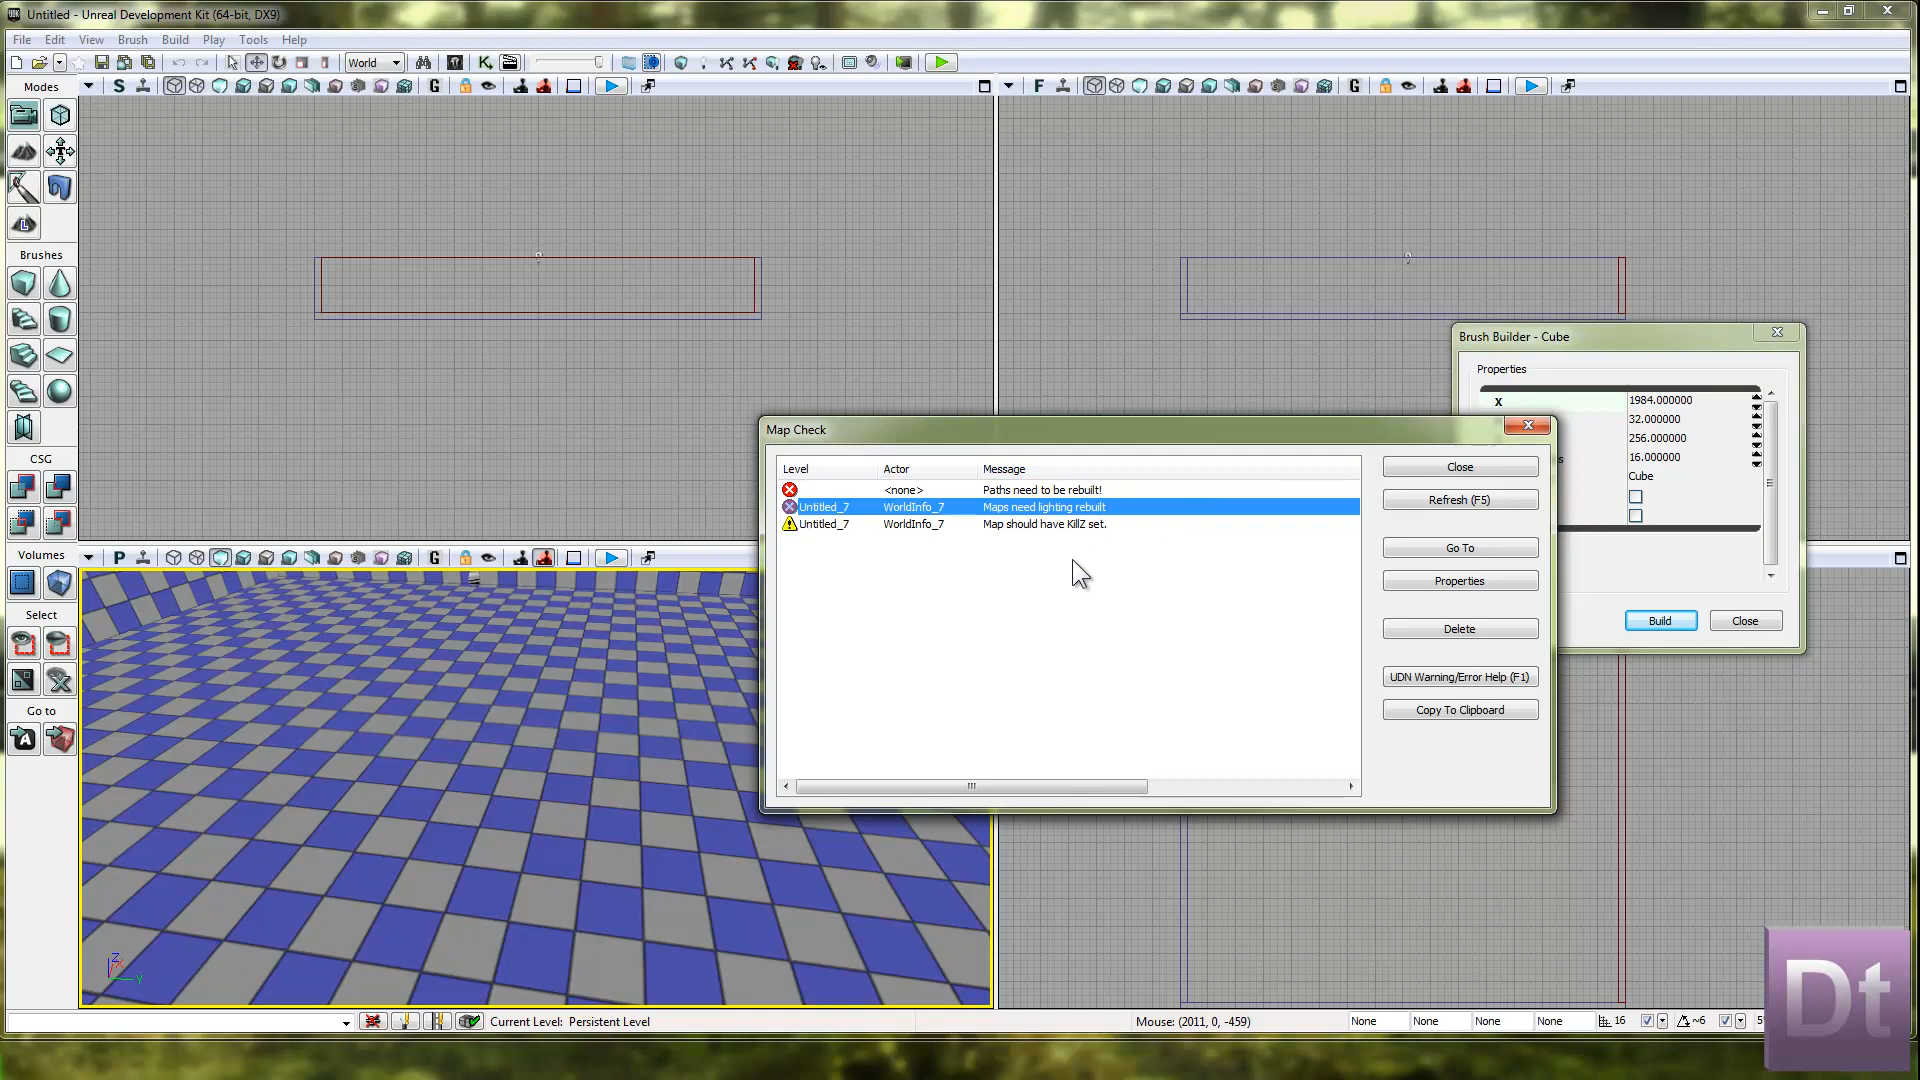 Untitled - Unreal Development Kit (64-bit, DX9)
File Edit View Brush Build Play Tools Help
World
Modes
S
G
F
G
Brushes
CSG
Volumes
Select
Go to
P
G
Brush Builder - Cube
Properties
X 1984.000000
32.000000
256.000000
16.000000
Cube
Build Close
Map Check
Level Actor Message
<none> Paths need to be rebuilt!
Untitled_7 WorldInfo_7 Maps need lighting rebuilt
Untitled_7 WorldInfo_7 Map should have KillZ set.
Close
Refresh (F5)
Go To
Properties
Delete
UDN Warning/Error Help (F1)
Copy To Clipboard
Z
X
Y
Current Level: Persistent Level
Mouse: (2011, 0, -459)
None None None None
16
~6
Dt